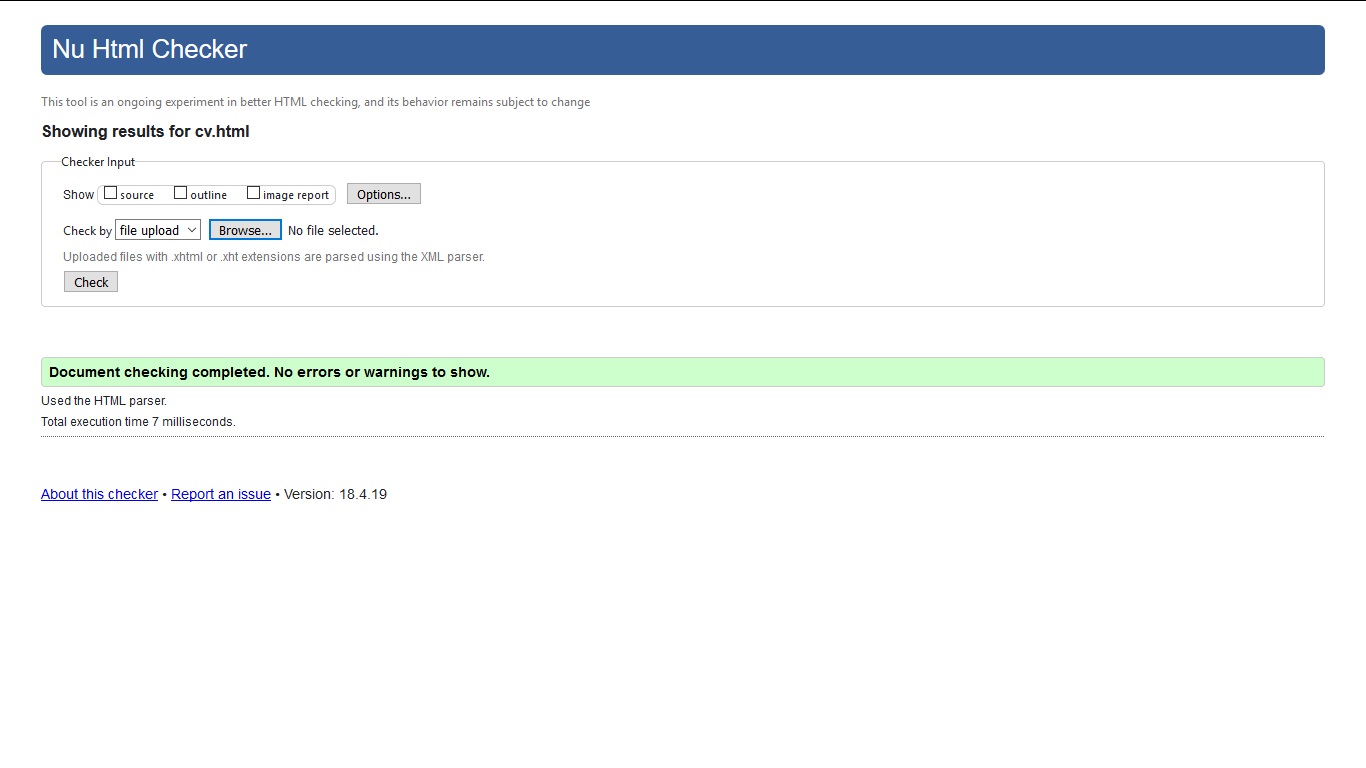 Nu Html Checker
This tool is an ongoing experiment in better HTML checking, and its behavior remains subject to change
Showing results for cv.html
Checker Input
Show source outline image report Options...
Check by file upload Browse... No file selected.
Uploaded files with .xhtml or .xht extensions are parsed using the XML parser.
Check
Document checking completed. No errors or warnings to show.
Used the HTML parser.
Total execution time 7 milliseconds.
About this checker • Report an issue • Version: 18.4.19